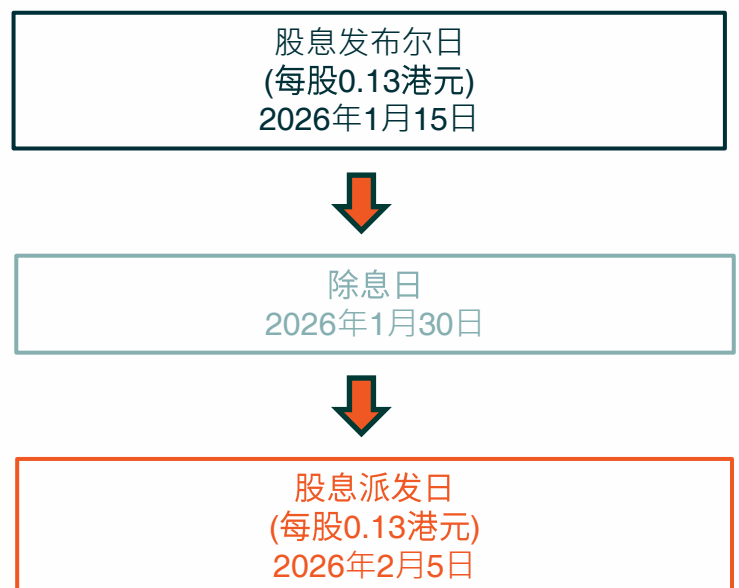 股息发布尔日
(每股0.13港元)
2026年1月15日
除息日
2026年1月30日
股息派发日
(每股0.13港元)
2026年2月5日